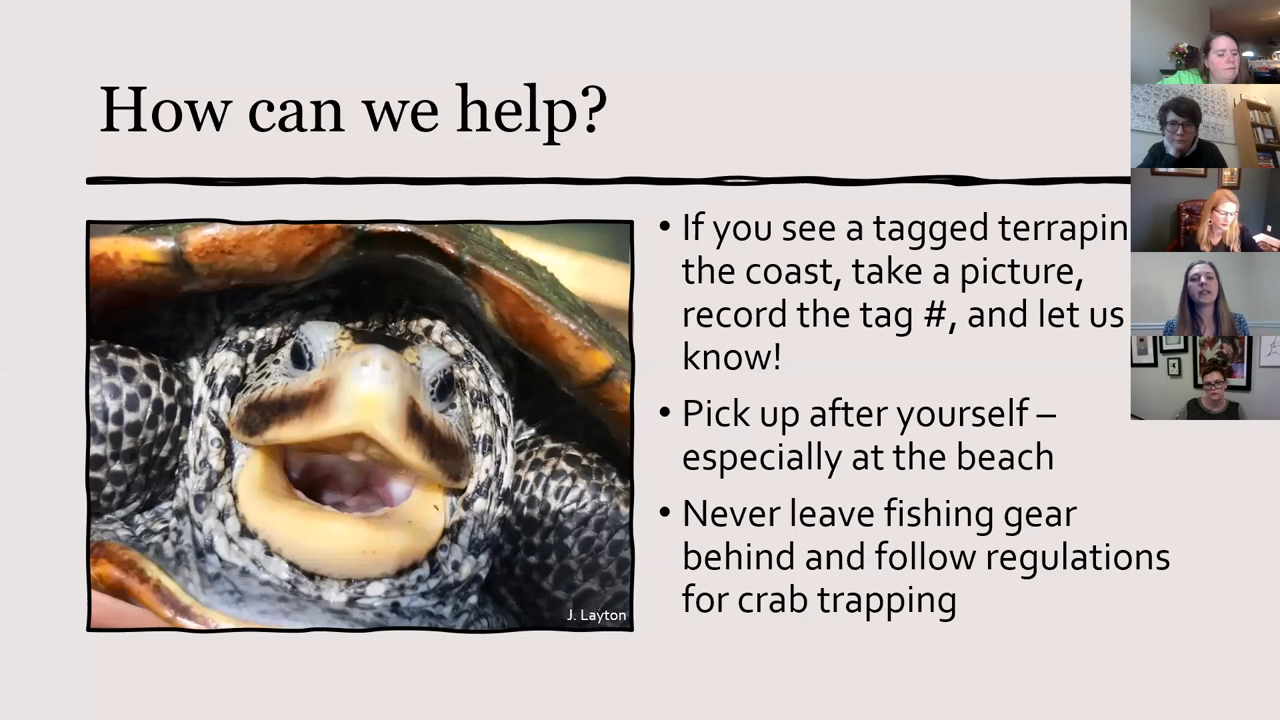 How can we help?
• If you see a tagged terrapin
the coast, take a picture,
record the tag #, and let us
know!
• Pick up after yourself –
especially at the beach
• Never leave fishing gear
behind and follow regulations
for crab trapping
J. Layton